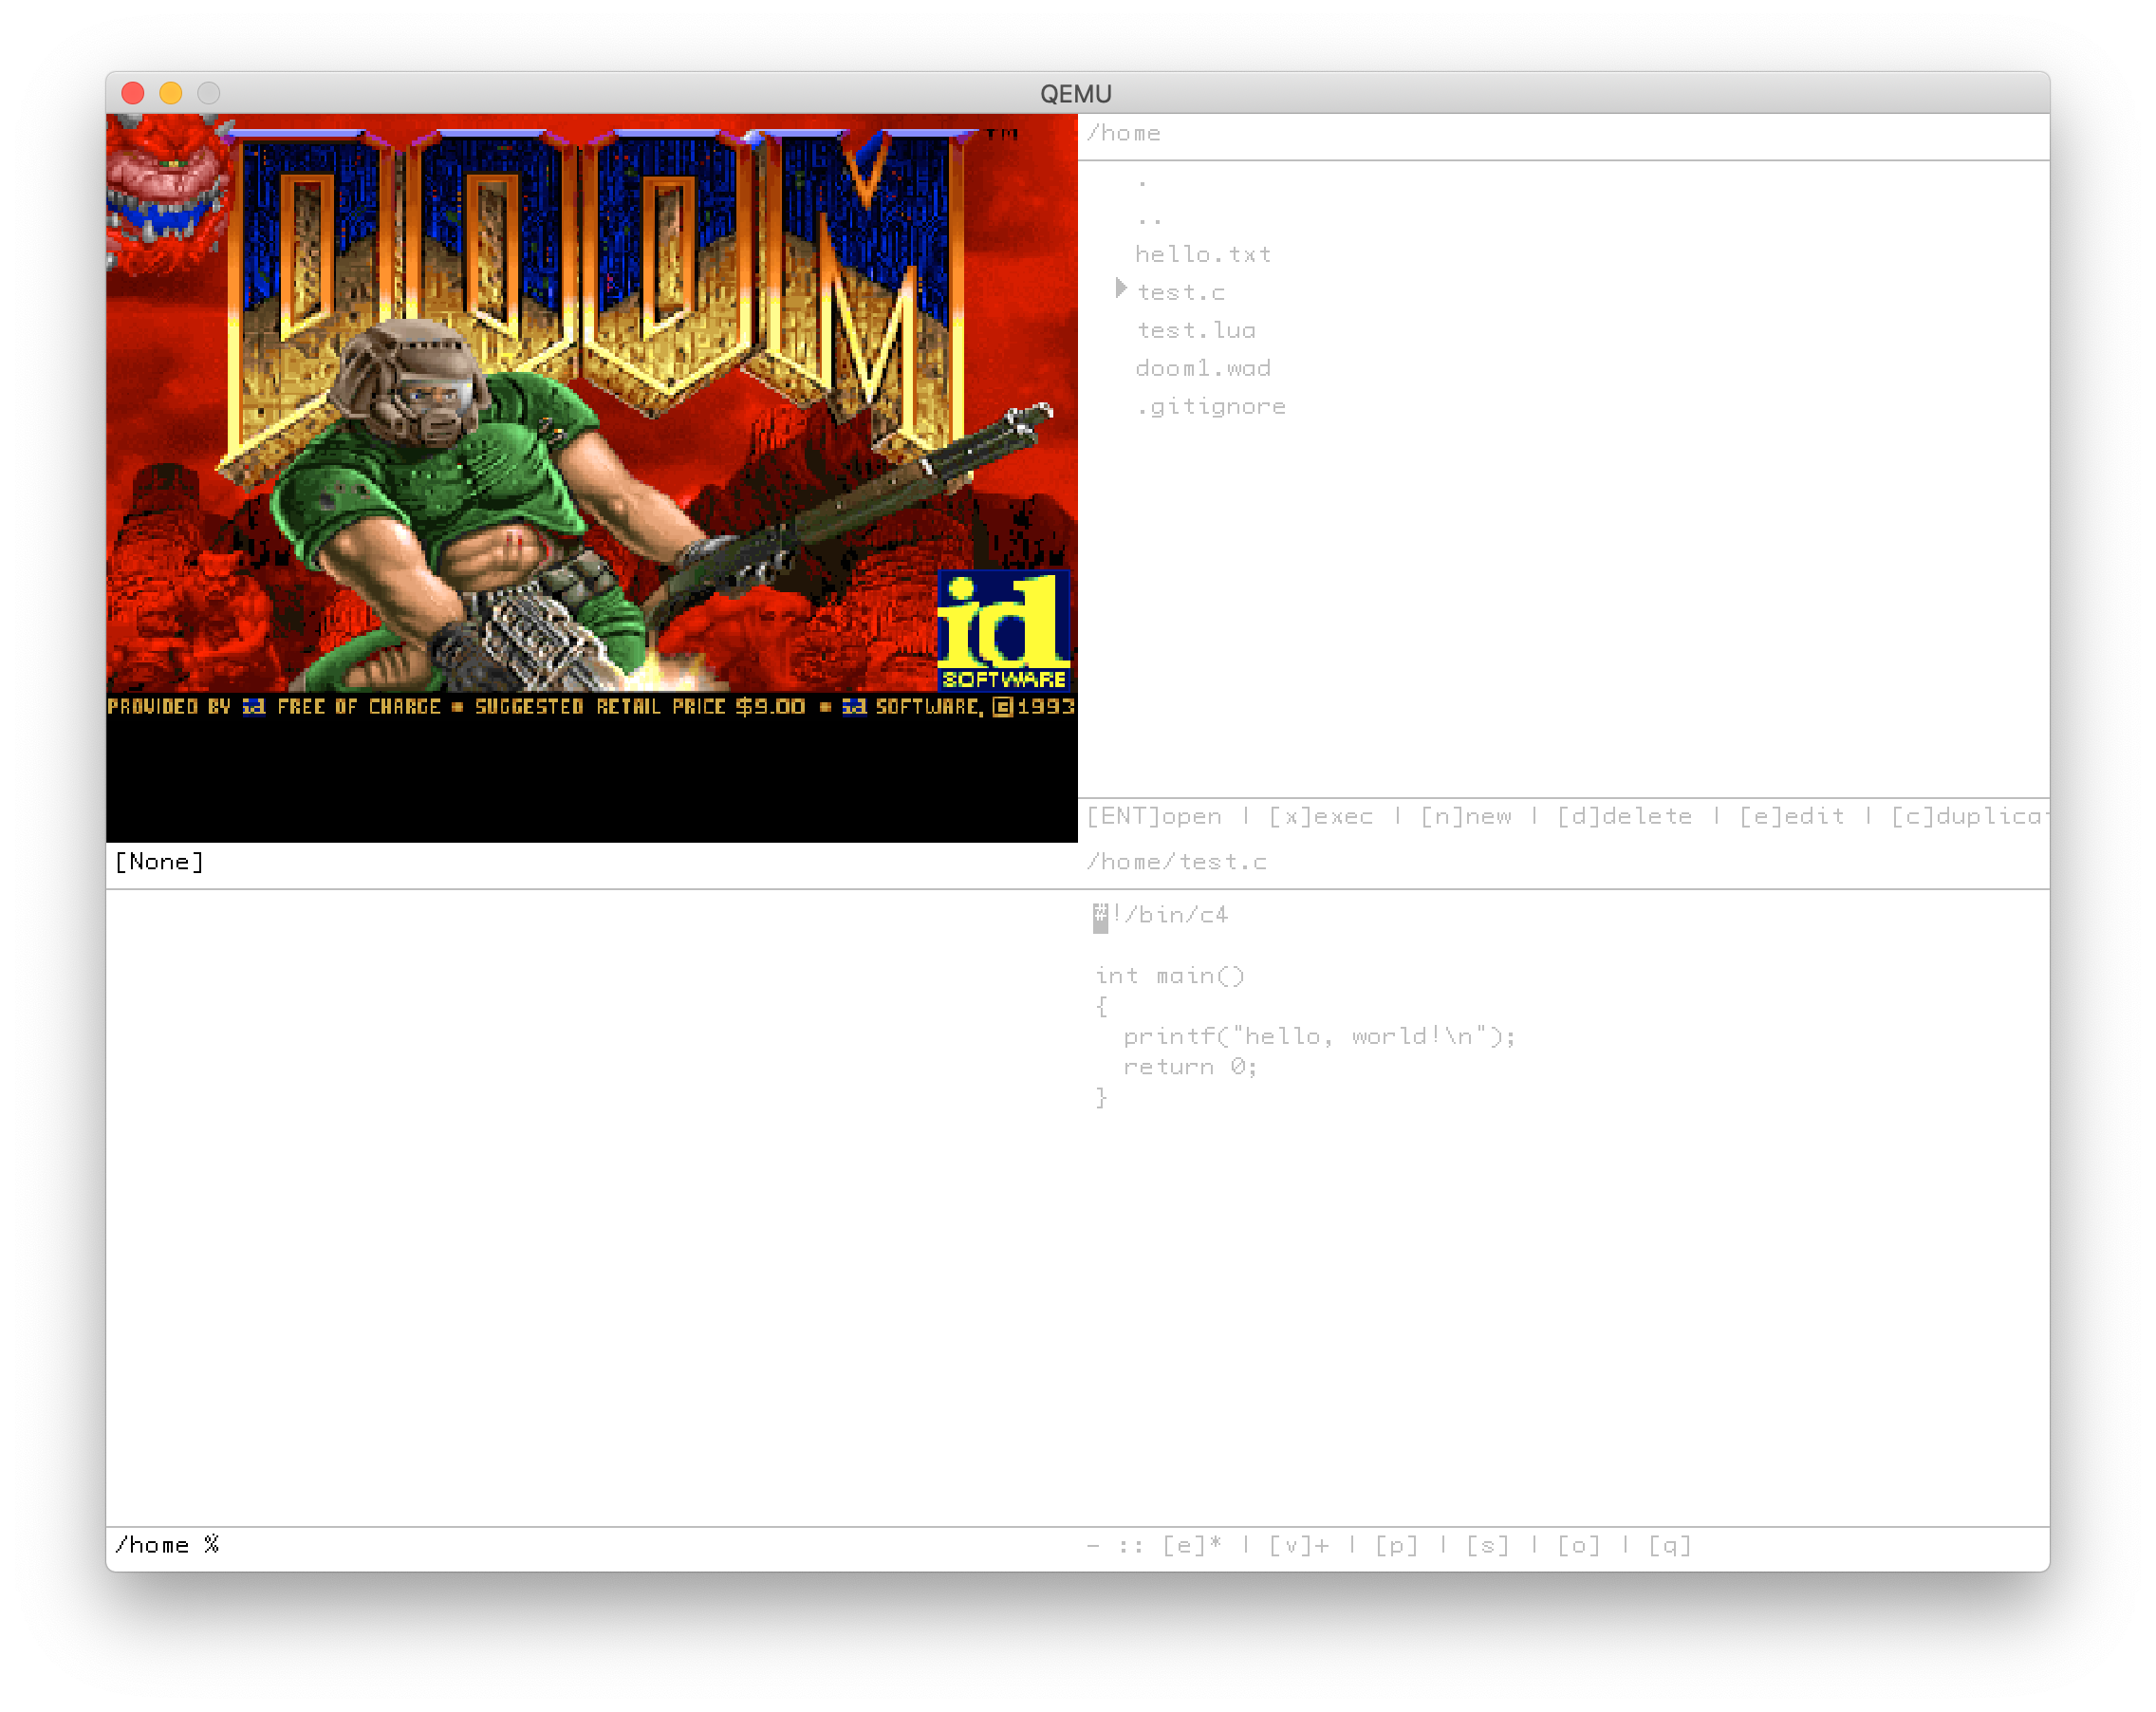 QEMU
DOOM
TM
id
SOFTWARE
PROVIDED BY id FREE OF CHARGE ▪ SUGGESTED RETAIL PRICE $9.00 ▪ id SOFTWARE, © 1993
/home
.
..
hello.txt
test.c
test.lua
doom1.wad
.gitignore
[ENT]open | [x]exec | [n]new | [d]delete | [e]edit | [c]duplicat
[None]
/home %
/home/test.c
#!/bin/c4
int main()
{
printf("hello, world!\n");
return 0;
}
- :: [e]* | [v]+ | [p] | [s] | [o] | [q]